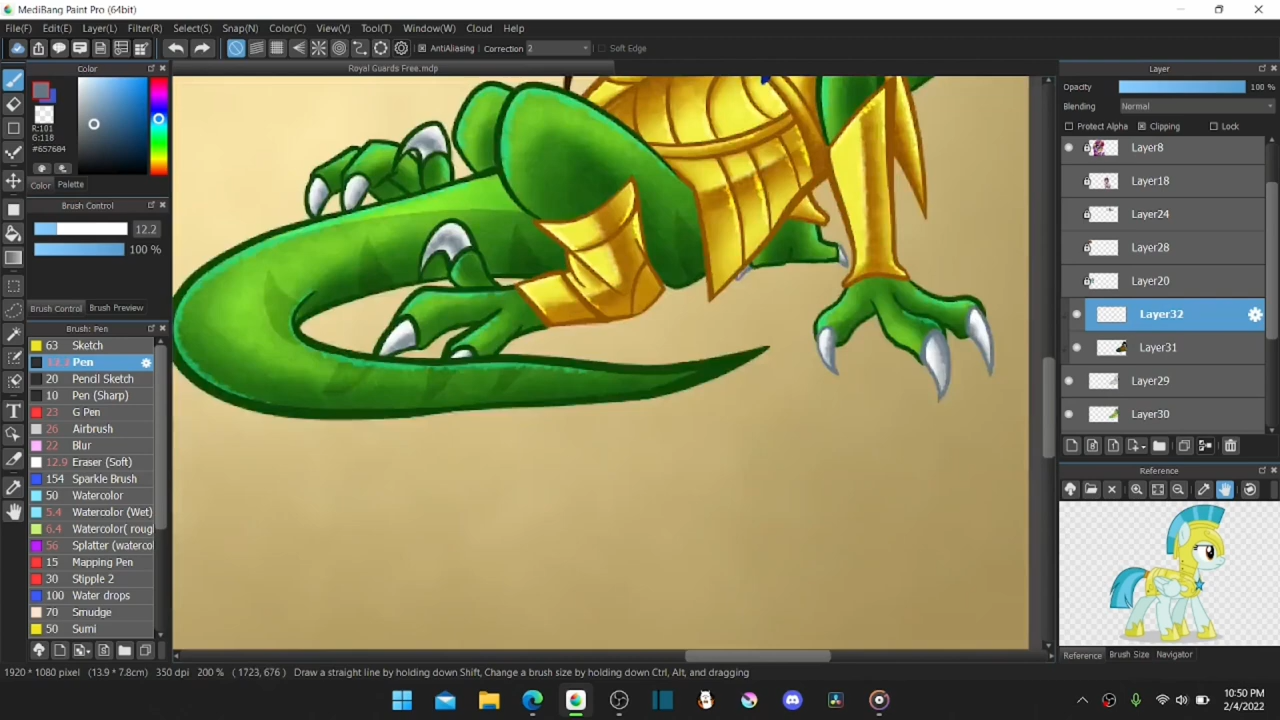 MediBang Paint Pro (64bit)
File(F) Edit(E) Layer(L) Filter(R) Select(S) Snap(N) Color(C) View(V) Tool(T) Window(W) Cloud Help
AntiAliasing Correction 2 Soft Edge
Color
Royal Guards Free.mdp
Layer
Opacity 100 %
Blending Normal
Protect Alpha Clipping Lock
R:101
G:118
#657684
Color Palette
Brush Control
12.2
100 %
Brush Control Brush Preview
Brush: Pen
63 Sketch
12.2 Pen
20 Pencil Sketch
10 Pen (Sharp)
23 G Pen
26 Airbrush
22 Blur
12.9 Eraser (Soft)
154 Sparkle Brush
50 Watercolor
5.4 Watercolor (Wet)
6.4 Watercolor( roug
56 Splatter (waterco
15 Mapping Pen
30 Stipple 2
100 Water drops
70 Smudge
50 Sumi
Layer8
Layer18
Layer24
Layer28
Layer20
Layer32
Layer31
Layer29
Layer30
Reference
Reference Brush Size Navigator
1920 * 1080 pixel (13.9 * 7.8cm) 350 dpi 200 % ( 1723, 676 ) Draw a straight line by holding down Shift, Change a brush size by holding down Ctrl, Alt, and dragging
10:50 PM
2/4/2022